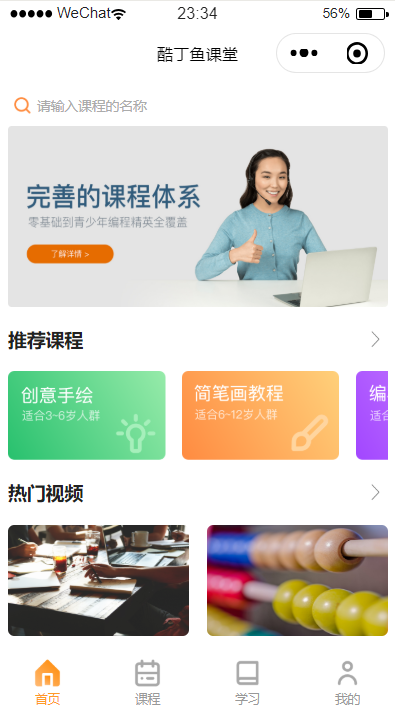 ●●●●● WeChat 23:34 56%
酷丁鱼课堂
请输入课程的名称
完善的课程体系
零基础到青少年编程精英全覆盖
了解详情 >
推荐课程
创意手绘
适合3~6岁人群
简笔画教程
适合6~12岁人群
编
适合
热门视频
首页 课程 学习 我的